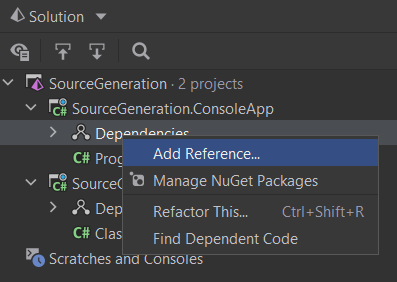 Solution
SourceGeneration · 2 projects
C# SourceGeneration.ConsoleApp
Dependencies
Add Reference...
C# Prog
Manage NuGet Packages
C# SourceG
Refactor This... Ctrl+Shift+R
Dep
C# Clas
Find Dependent Code
Scratches and Consoles